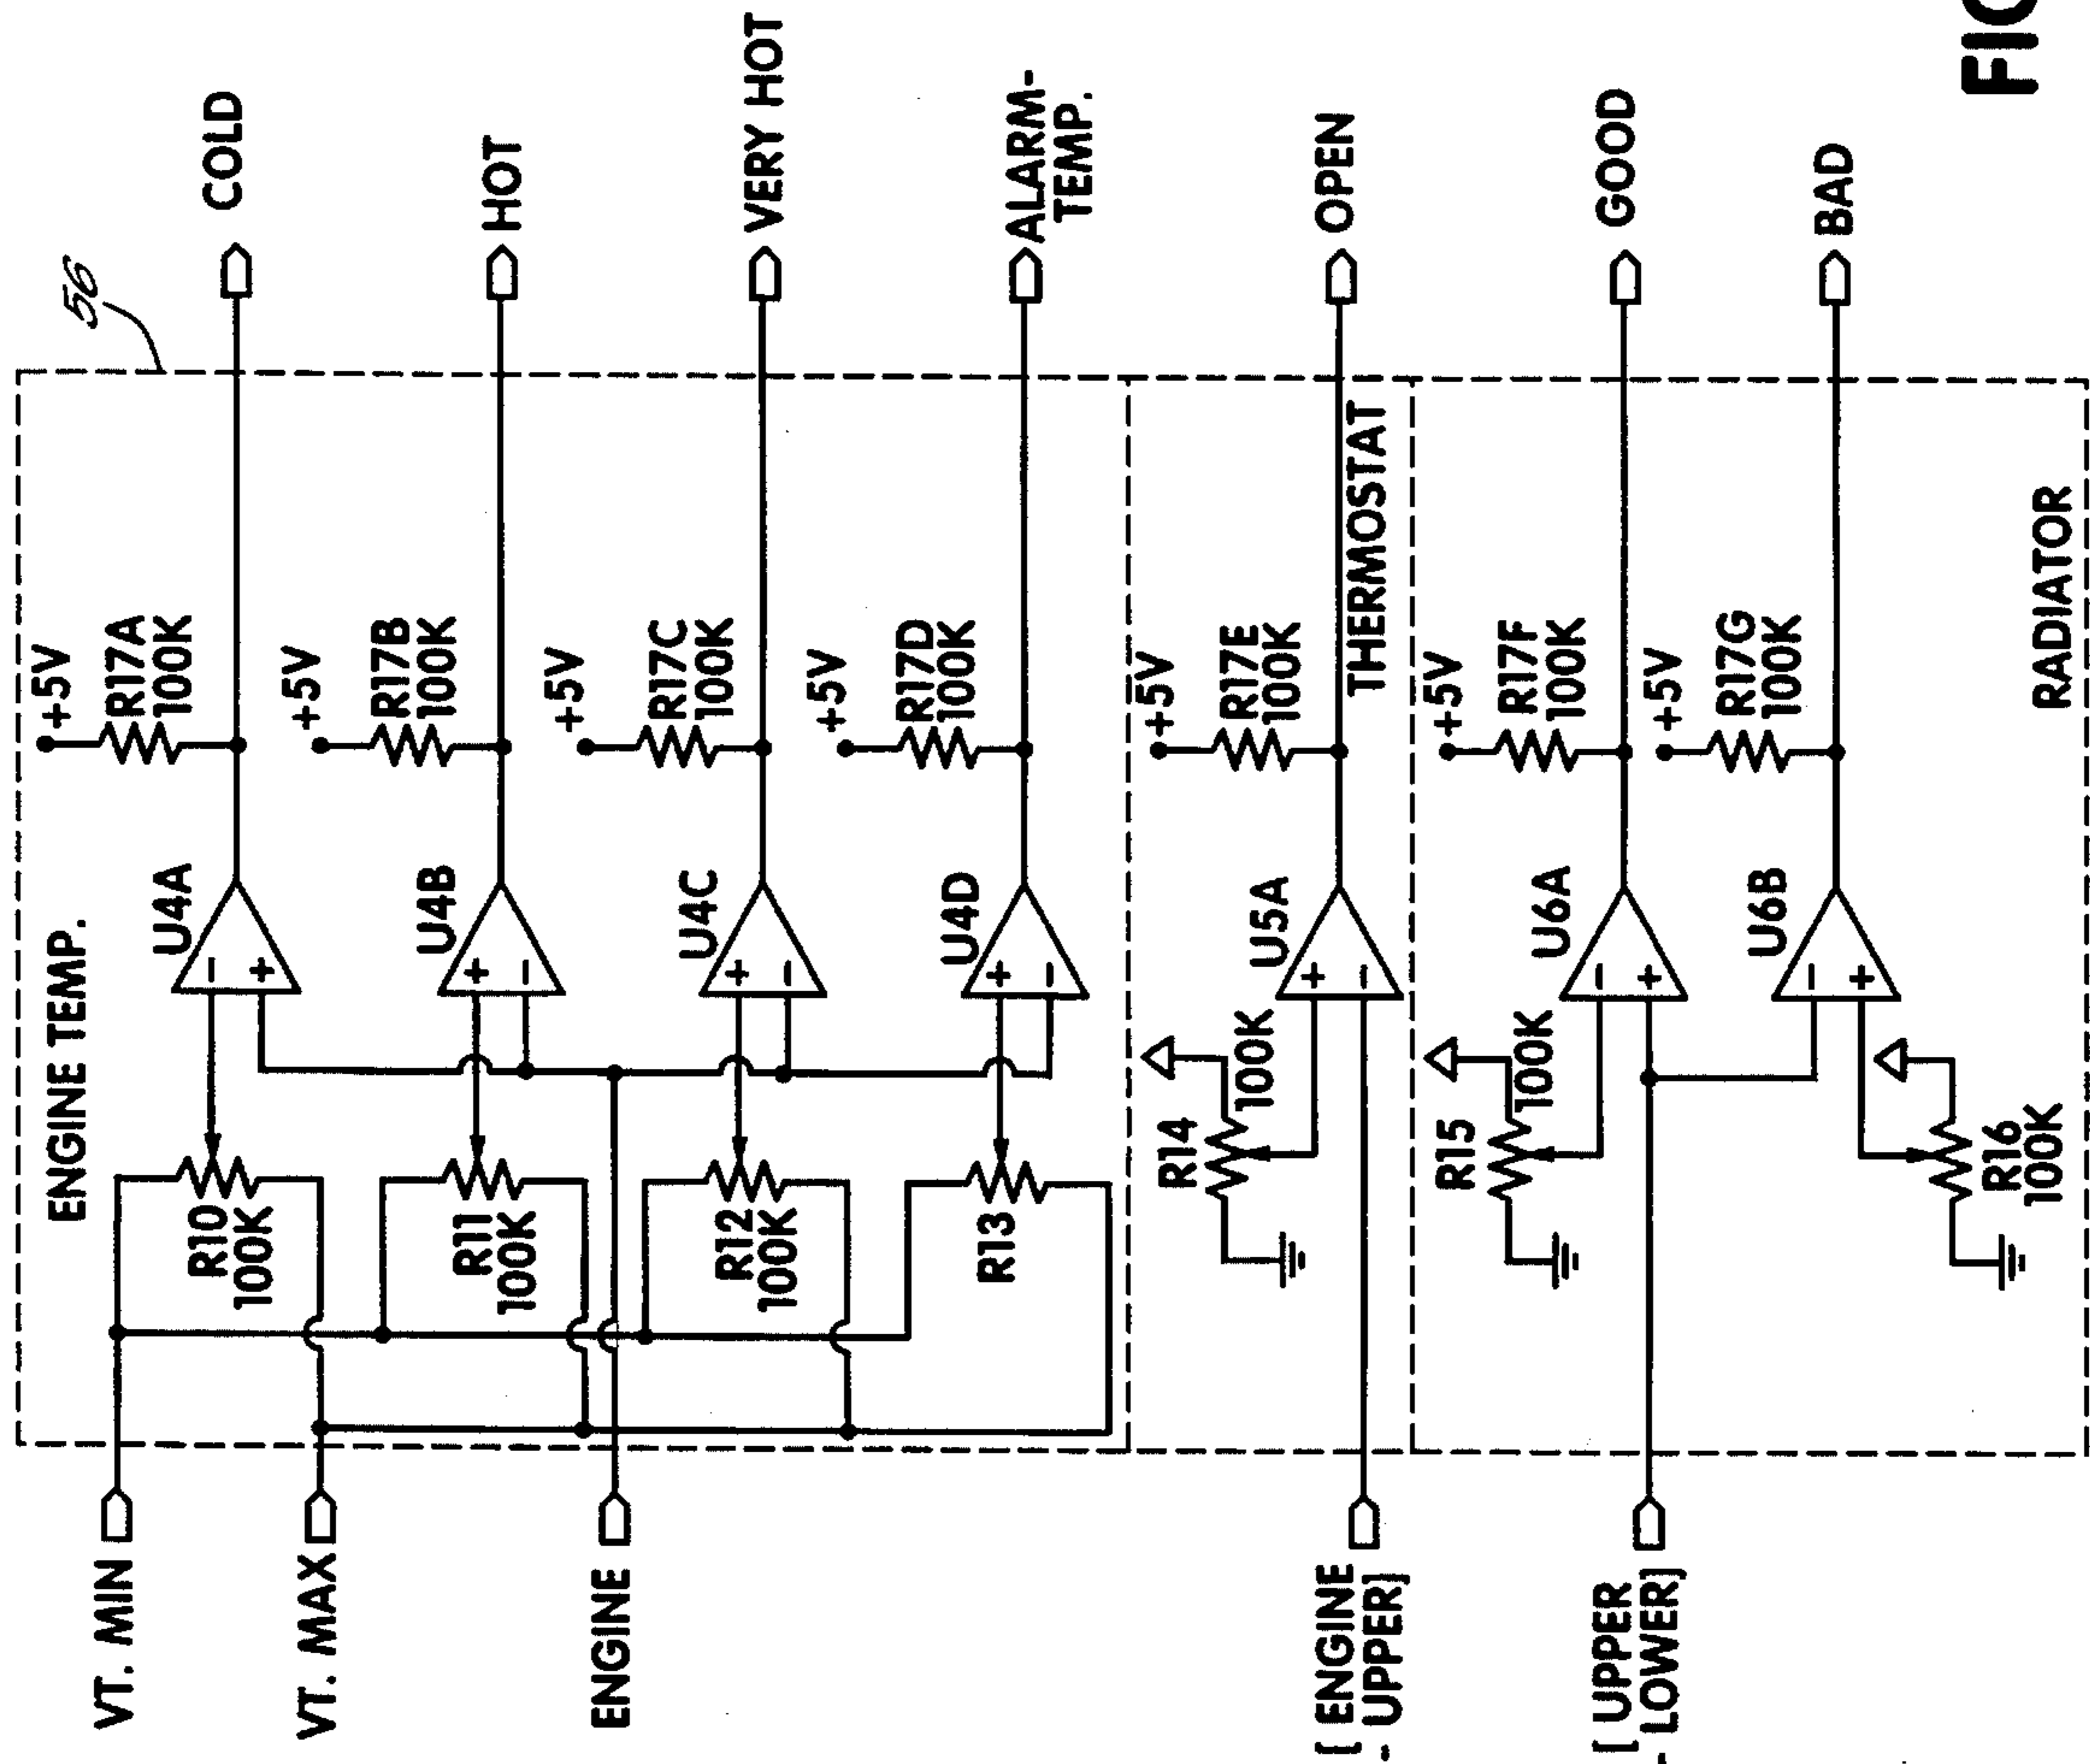 56
ENGINE TEMP.
VT. MIN
VT. MAX
ENGINE
R10
100K
U4A
+5V
R17A
100K
COLD
R11
100K
U4B
+5V
R17B
100K
HOT
R12
100K
U4C
+5V
R17C
100K
VERY HOT
R13
U4D
+5V
R17D
100K
ALARM-
TEMP.
[ ENGINE
- UPPER]
R14
100K
U5A
+5V
R17E
100K
THERMOSTAT
OPEN
[ UPPER
- LOWER]
R15
100K
U6A
+5V
R17F
100K
GOOD
R16
100K
U6B
+5V
R17G
100K
BAD
RADIATOR